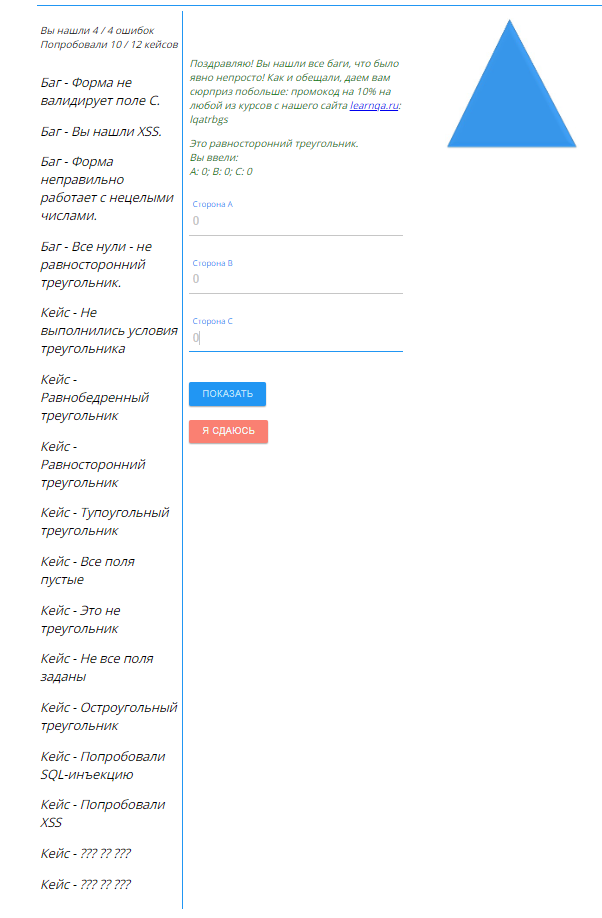 Вы нашли 4 / 4 ошибок
Попробовали 10 / 12 кейсов
Баг - Форма не
валидирует поле C.
Баг - Вы нашли XSS.
Баг - Форма
неправильно
работает с нецелыми
числами.
Баг - Все нули - не
равносторонний
треугольник.
Кейс - Не
выполнились условия
треугольника
Кейс -
Равнобедренный
треугольник
Кейс -
Равносторонний
треугольник
Кейс - Тупоугольный
треугольник
Кейс - Все поля
пустые
Кейс - Это не
треугольник
Кейс - Не все поля
заданы
Кейс - Остроугольный
треугольник
Кейс - Попробовали
SQL-инъекцию
Кейс - Попробовали
XSS
Кейс - ??? ?? ???
Кейс - ??? ?? ???
Поздравляю! Вы нашли все баги, что было
явно непросто! Как и обещали, даем вам
сюрприз побольше: промокод на 10% на
любой из курсов с нашего сайта learnqa.ru:
lqatrbgs
Это равносторонний треугольник.
Вы ввели:
A: 0; B: 0; C: 0
Сторона A
0
Сторона B
0
Сторона C
0
ПОКАЗАТЬ
Я СДАЮСЬ